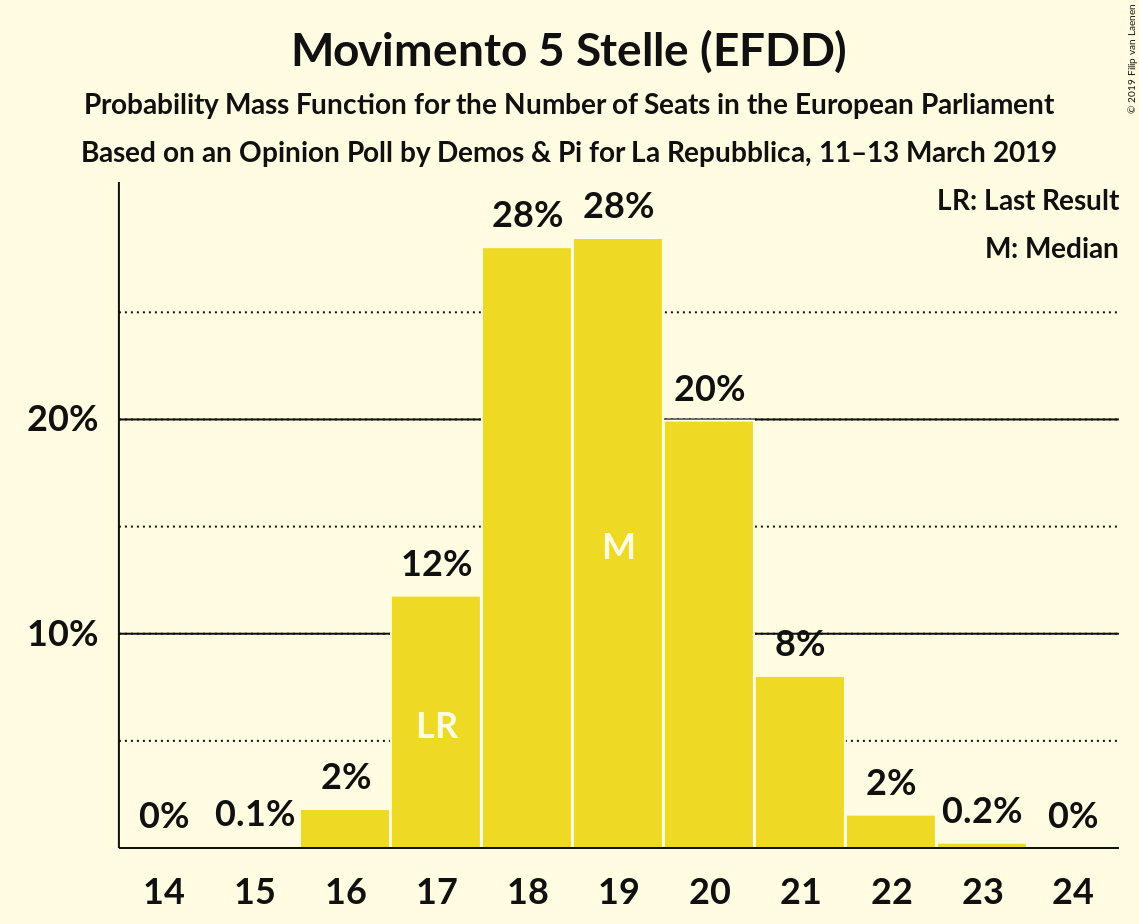 Movimento 5 Stelle (EFDD)
Probability Mass Function for the Number of Seats in the European Parliament
Based on an Opinion Poll by Demos & Pi for La Repubblica, 11–13 March 2019
© 2019 Filip van Laenen
LR: Last Result
M: Median
28% 28%
20%
20%
12%
M
10%
8%
LR
2%
2%
0% 0.1% 0.2% 0%
14 15 16 17 18 19 20 21 22 23 24